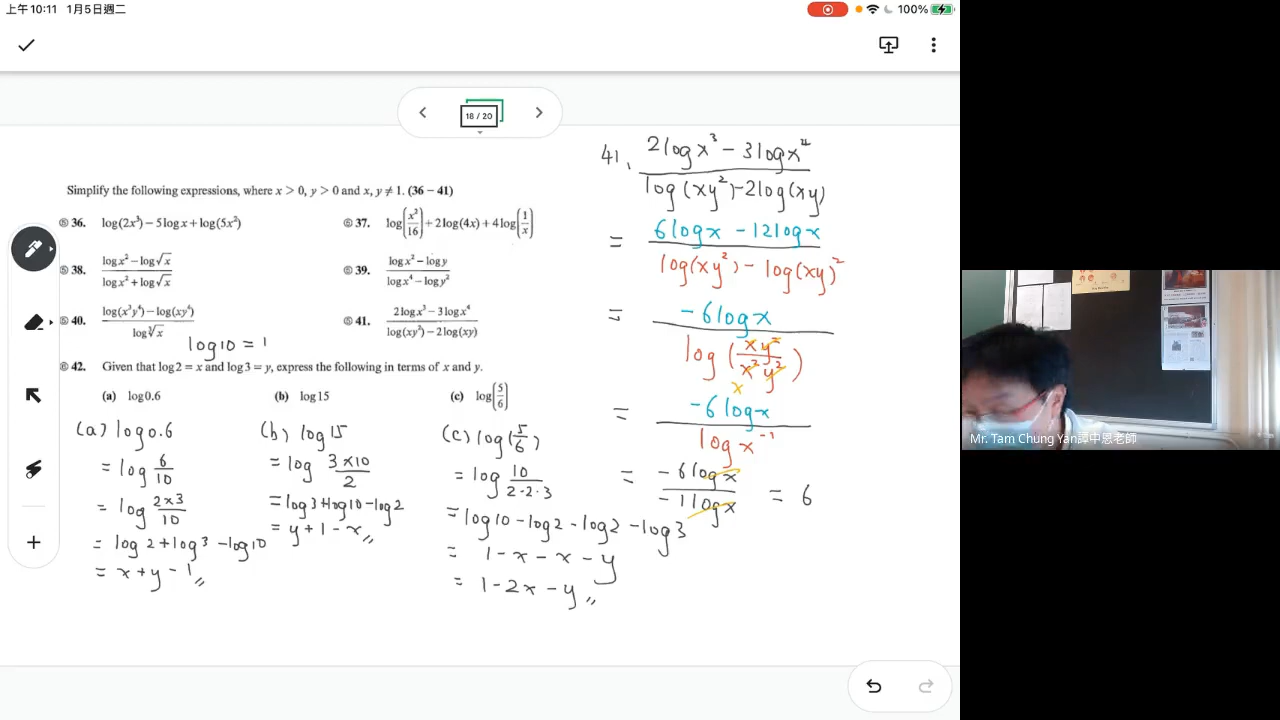 上午10:11 1月5日週二
100%
18 / 20
Simplify the following expressions, where x > 0, y > 0 and x, y ≠ 1. (36 – 41)
36. log(2x³) − 5 log x + log(5x²)
37. log(x²/16) + 2 log(4x) + 4 log(1/x)
38. (log x² − log √x)/(log x² + log √x)
39. (log x² − log y)/(log x⁴ − log y²)
40. (log(x³y⁴) − log(xy⁴))/(log ∛x)
41. (2 log x³ − 3 log x⁴)/(log(xy²) − 2 log(xy))
log10 = 1
42. Given that log 2 = x and log 3 = y, express the following in terms of x and y.
(a) log 0.6
(b) log 15
(c) log(5/6)
(a) log 0.6
= log 6/10
= log 2×3/10
= log 2 + log 3 − log 10
= x + y − 1 〃
(b) log 15
= log 3×10/2
= log 3 + log 10 − log 2
= y + 1 − x 〃
(c) log(5/6)
= log 10/2·2·3
= log 10 − log 2 − log 2 − log 3
= 1 − x − x − y
= 1 − 2x − y 〃
41. (2 log x³ − 3 log x⁴)/(log(xy²) − 2 log(xy))
= (6 log x − 12 log x)/(log(xy²) − log(xy)²)
= −6 log x / log(xy²/x²y²)
x
= −6 log x / log x⁻¹
= −6 log x / −1 log x = 6
Mr. Tam Chung Yan譚中恩老師